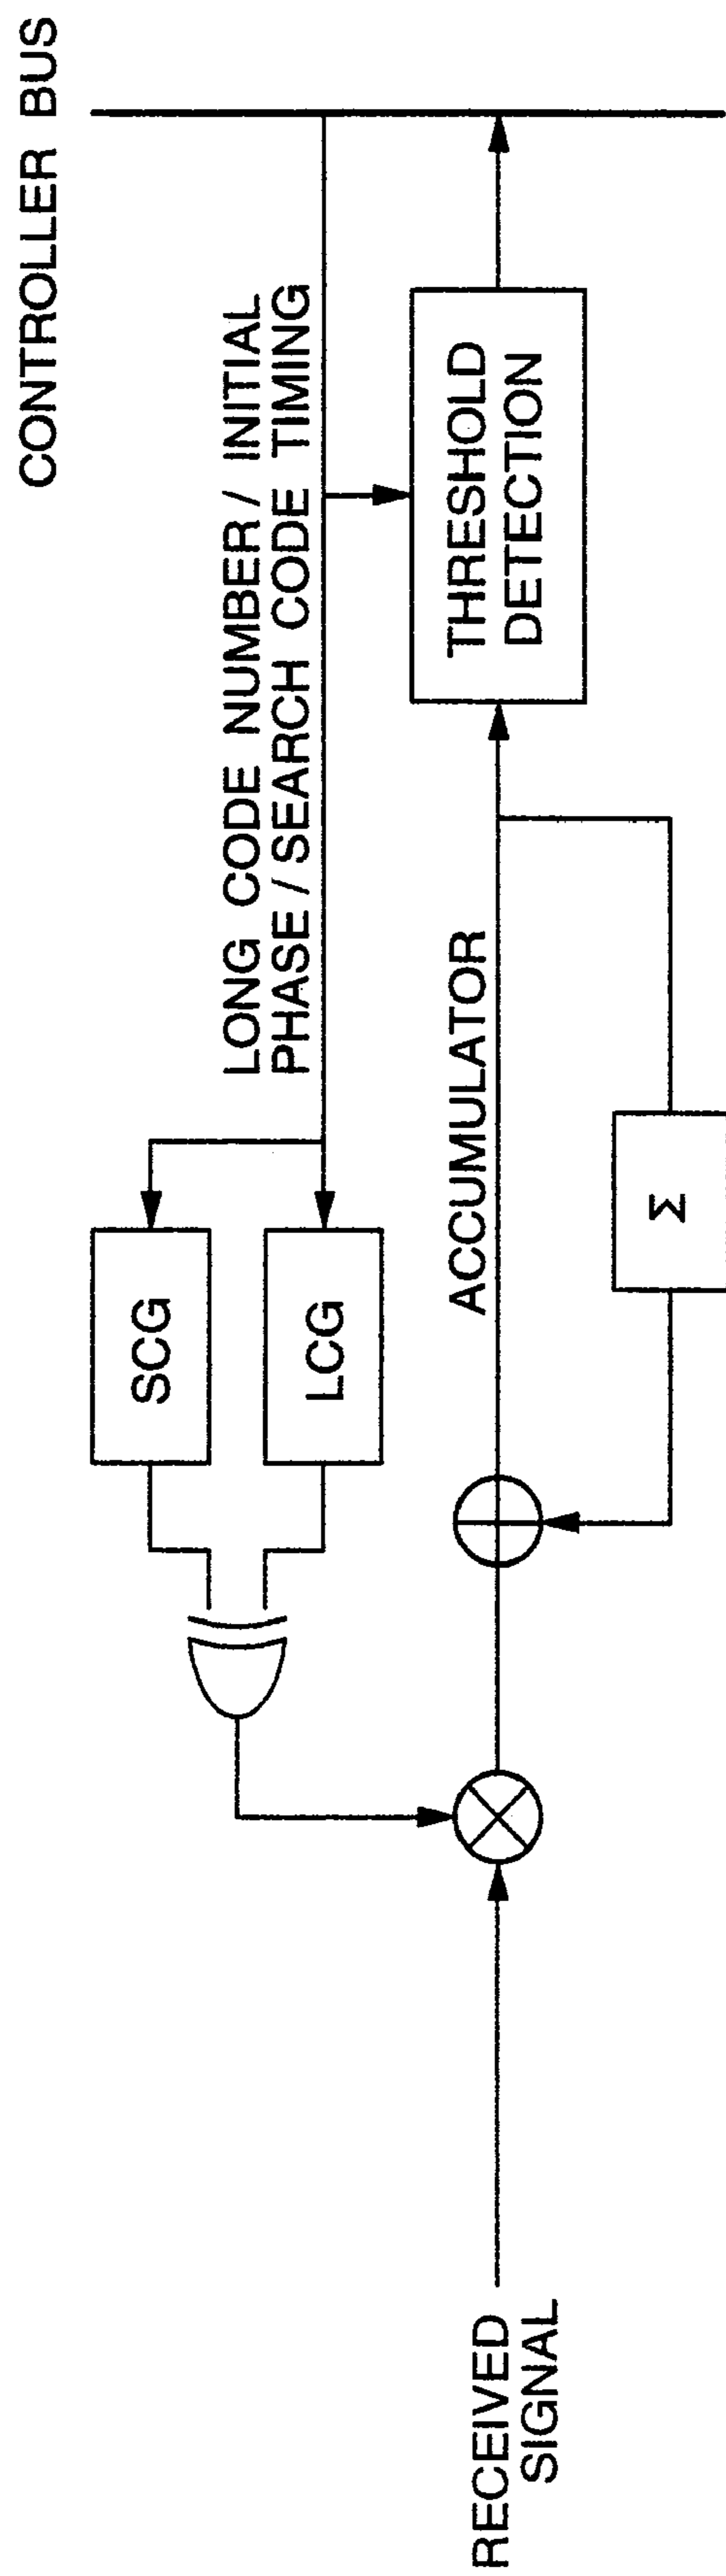 CONTROLLER BUS
LONG CODE NUMBER / INITIAL
PHASE / SEARCH CODE TIMING
SCG
LCG
ACCUMULATOR
THRESHOLD
DETECTION
Σ
RECEIVED
SIGNAL